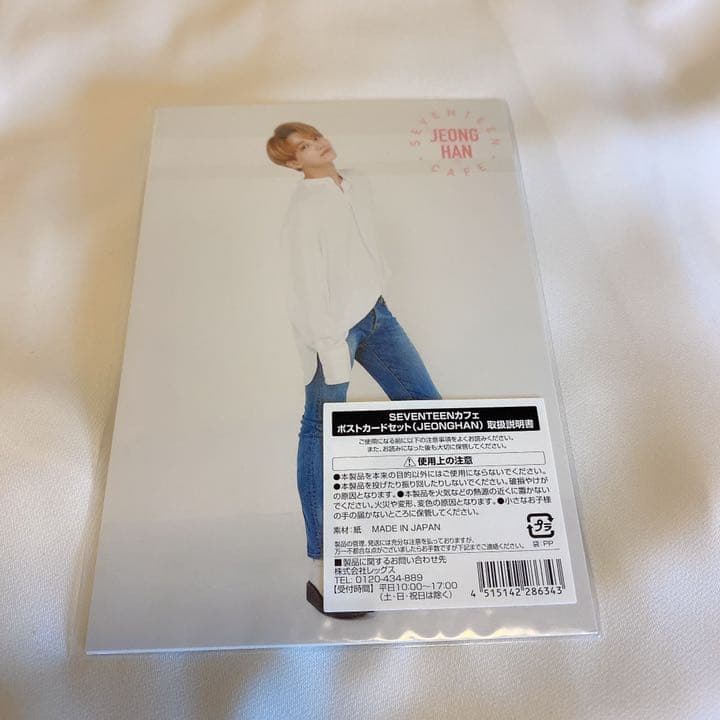 SEVENTEEN
JEONG
HAN
CAFE
SEVENTEENカフェ
ポストカードセット(JEONGHAN) 取扱説明書
ご使用になる前に以下の注意事項をよくお読みください。
また、お読みになった後も大切に保管してください。
⚠ 使用上の注意
●本製品を本来の目的以外にはご使用にならないでください。
●本製品を投げたり振り回したりしないでください。破損やけが
の原因となります。●本製品を火気などの熱源の近くに置かない
でください。火災や変形、変色の原因となります。●小さなお子様
の手の届かないところに保管してください。
素材:紙 MADE IN JAPAN
製品の管理、発送には充分な注意を払っておりますが、
万一不都合な点がございましたらお手数ですが下記までご連絡ください。
■製品に関するお問い合わせ先
株式会社レッグス
TEL: 0120-434-889
【受付時間】 平日10:00～17:00
(土・日・祝日は除く)
プラ
袋:PP
4 515142 286343